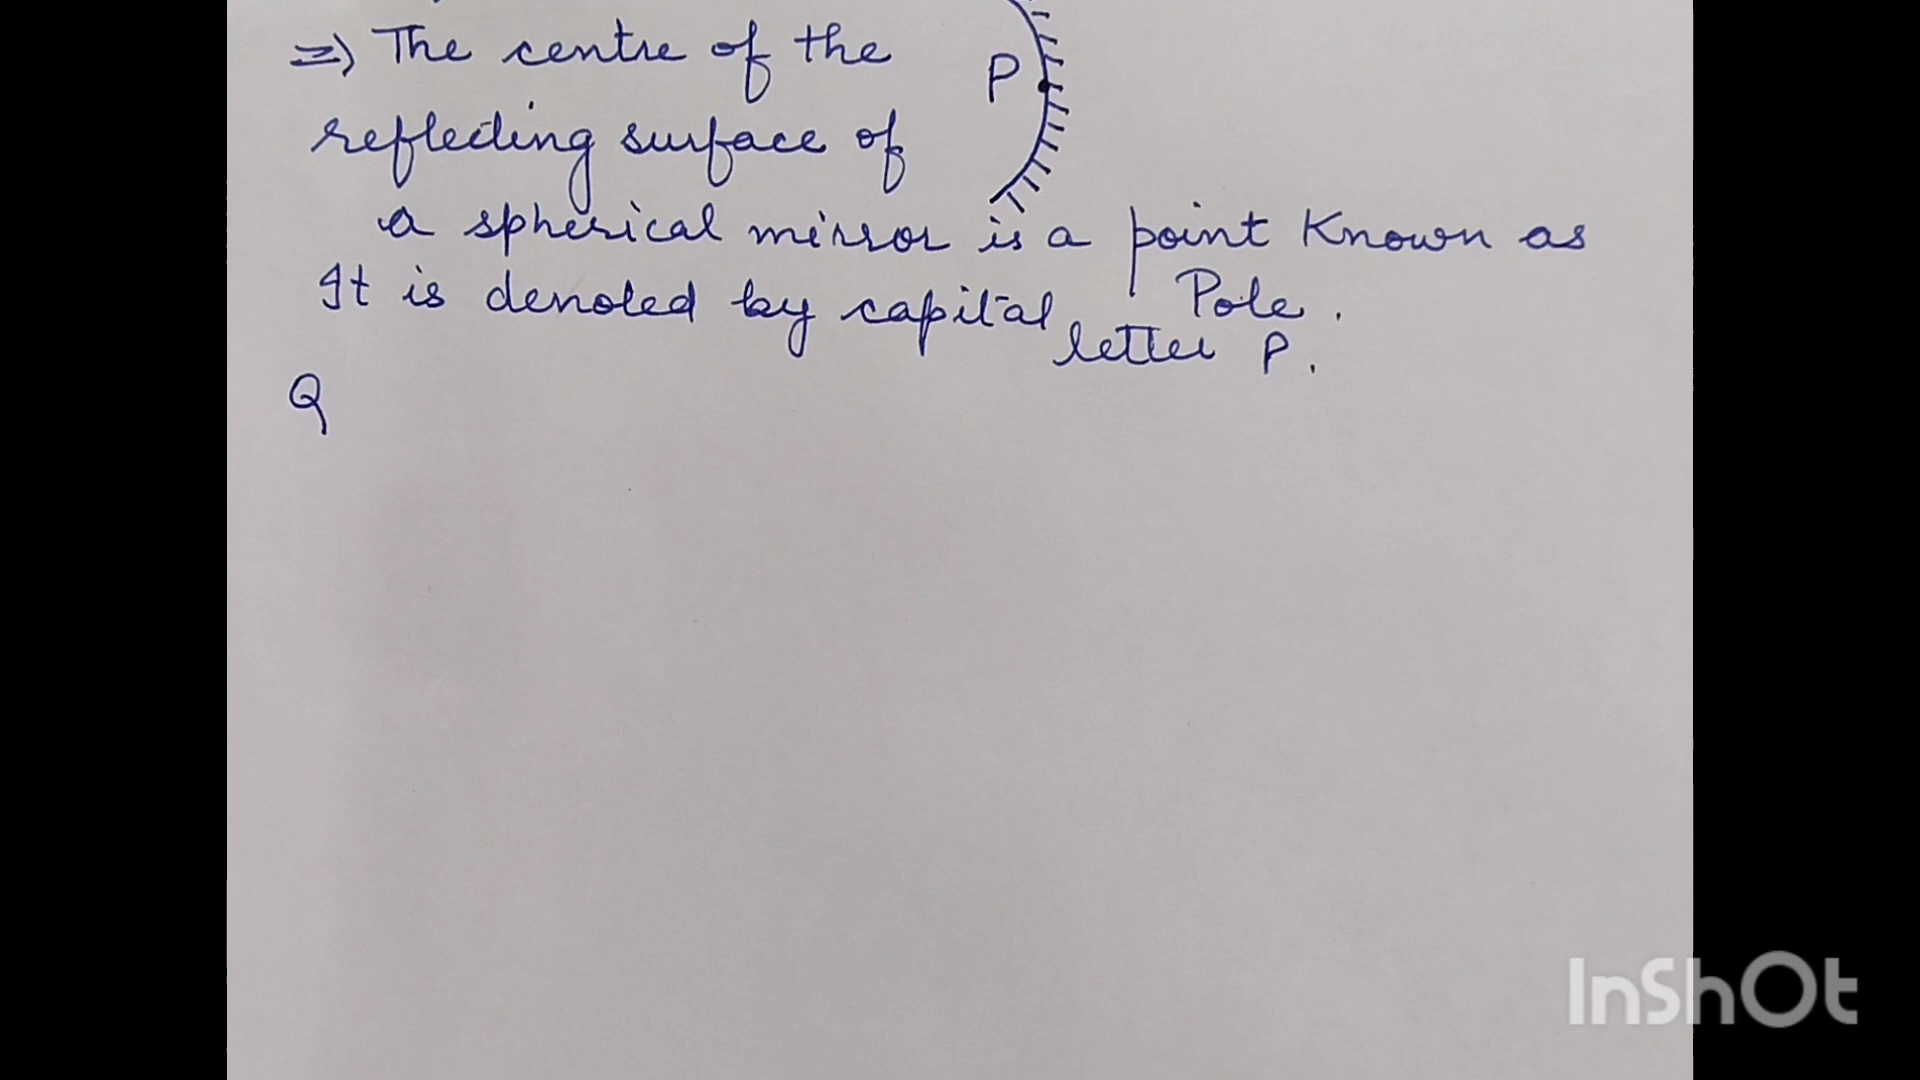 ⇒) The centre of the
P
reflecting surface of
a spherical mirror is a point Known as
Pole.
It is denoted by capital
letter P.
Q
InShOt